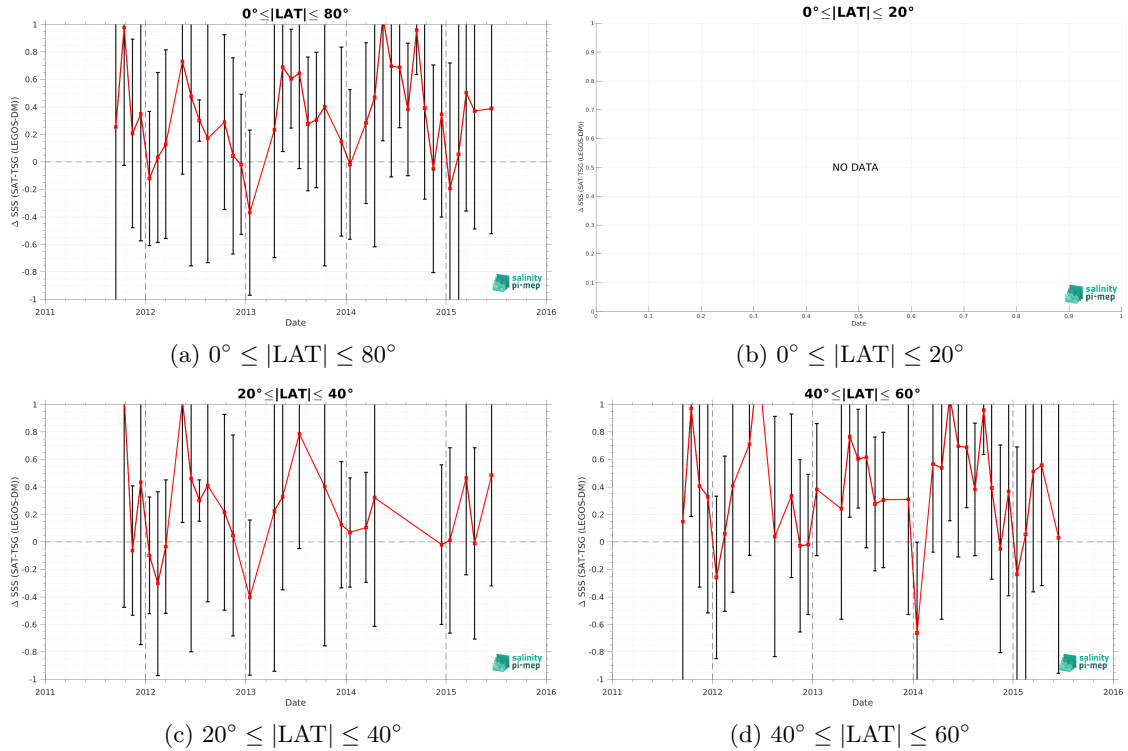 0°≤|LAT|≤ 80°
Δ SSS (SAT-TSG (LEGOS-DM))
1
0.8
0.6
0.4
0.2
0
-0.2
-0.4
-0.6
-0.8
-1
2011 2012 2013 2014 2015 2016
Date
salinity
pi-mep
(a) 0° ≤ |LAT| ≤ 80°
0°≤|LAT|≤ 20°
Δ SSS (SAT-TSG (LEGOS-DM))
1
0.9
0.8
0.7
0.6
0.5
0.4
0.3
0.2
0.1
0
NO DATA
0 0.1 0.2 0.3 0.4 0.5 0.6 0.7 0.8 0.9 1
Date
salinity
pi-mep
(b) 0° ≤ |LAT| ≤ 20°
20°≤|LAT|≤ 40°
Δ SSS (SAT-TSG (LEGOS-DM))
1
0.8
0.6
0.4
0.2
0
-0.2
-0.4
-0.6
-0.8
-1
2011 2012 2013 2014 2015 2016
Date
salinity
pi-mep
(c) 20° ≤ |LAT| ≤ 40°
40°≤|LAT|≤ 60°
Δ SSS (SAT-TSG (LEGOS-DM))
1
0.8
0.6
0.4
0.2
0
-0.2
-0.4
-0.6
-0.8
-1
2011 2012 2013 2014 2015 2016
Date
salinity
pi-mep
(d) 40° ≤ |LAT| ≤ 60°